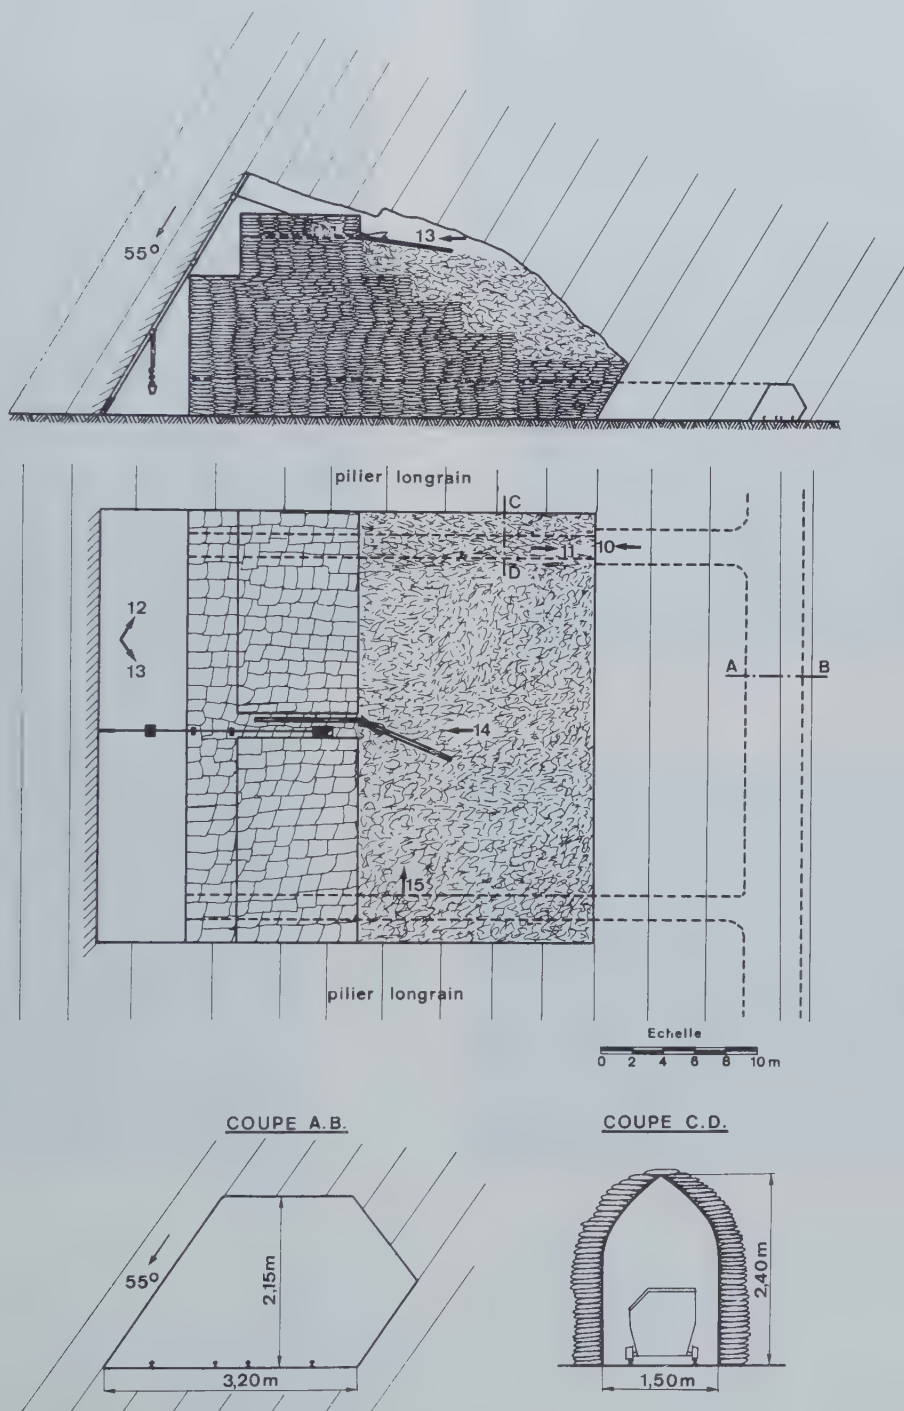 55°
13
pilier longrain
C
11
10
D
12
13
A
B
14
15
pilier longrain
Echelle
0 2 4 6 8 10 m
COUPE A.B.
COUPE C.D.
55°
2,15m
2,40m
3,20m
1,50m